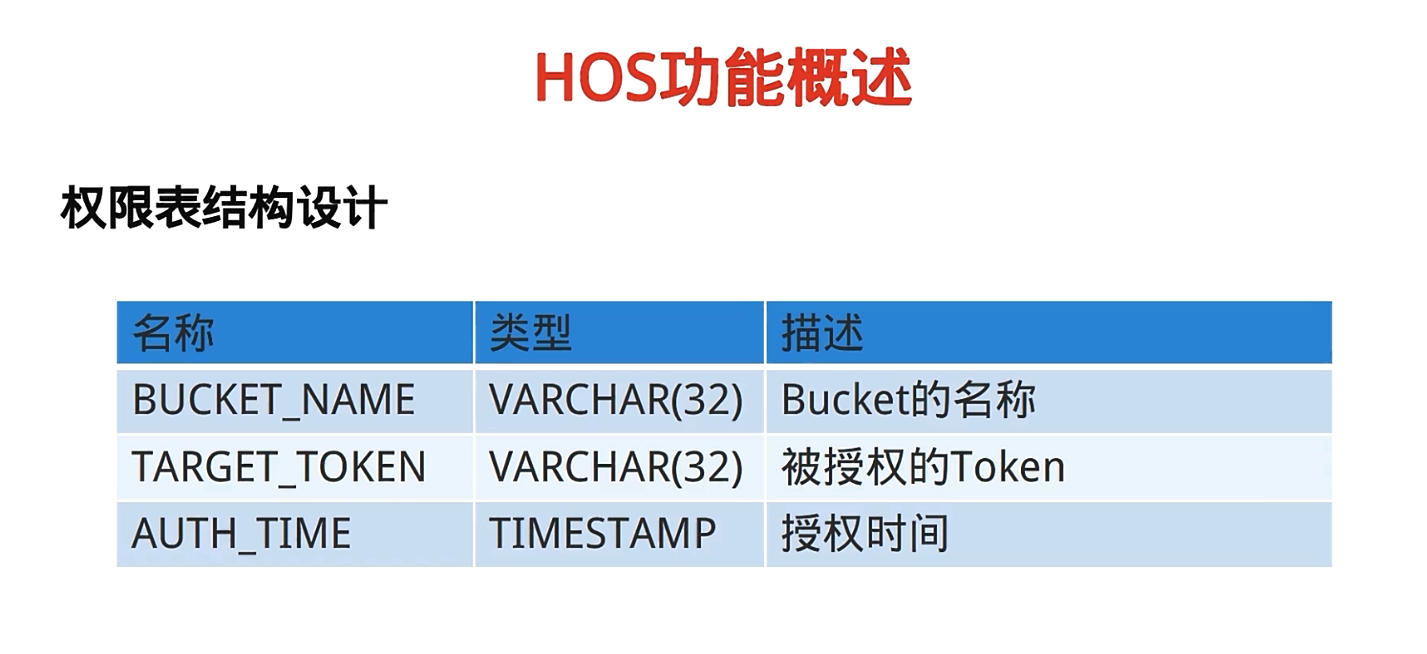 HOS功能概述
权限表结构设计
名称 类型 描述
BUCKET_NAME VARCHAR(32) Bucket的名称
TARGET_TOKEN VARCHAR(32) 被授权的Token
AUTH_TIME TIMESTAMP 授权时间